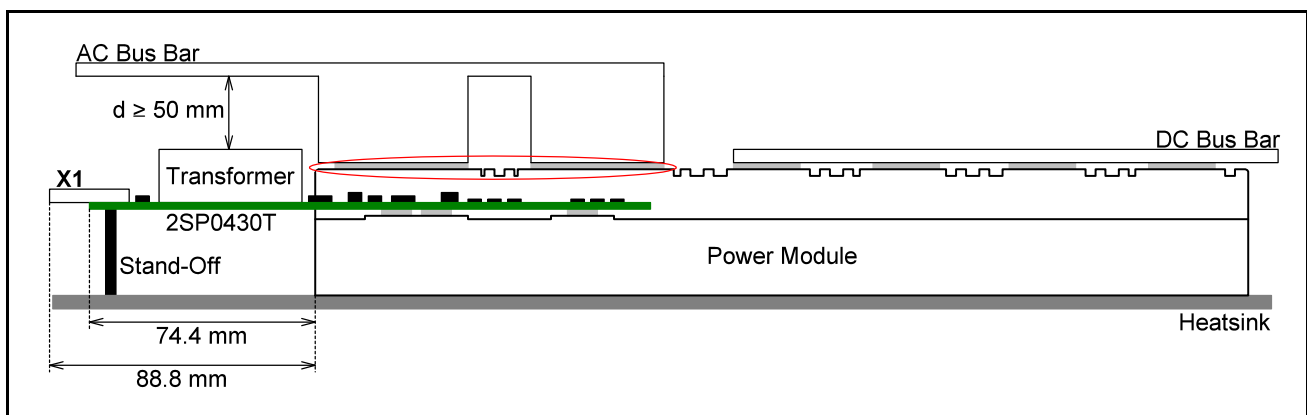 AC Bus Bar
d ≥ 50 mm
DC Bus Bar
Transformer
X1
2SP0430T
Stand-Off
Power Module
Heatsink
74.4 mm
88.8 mm